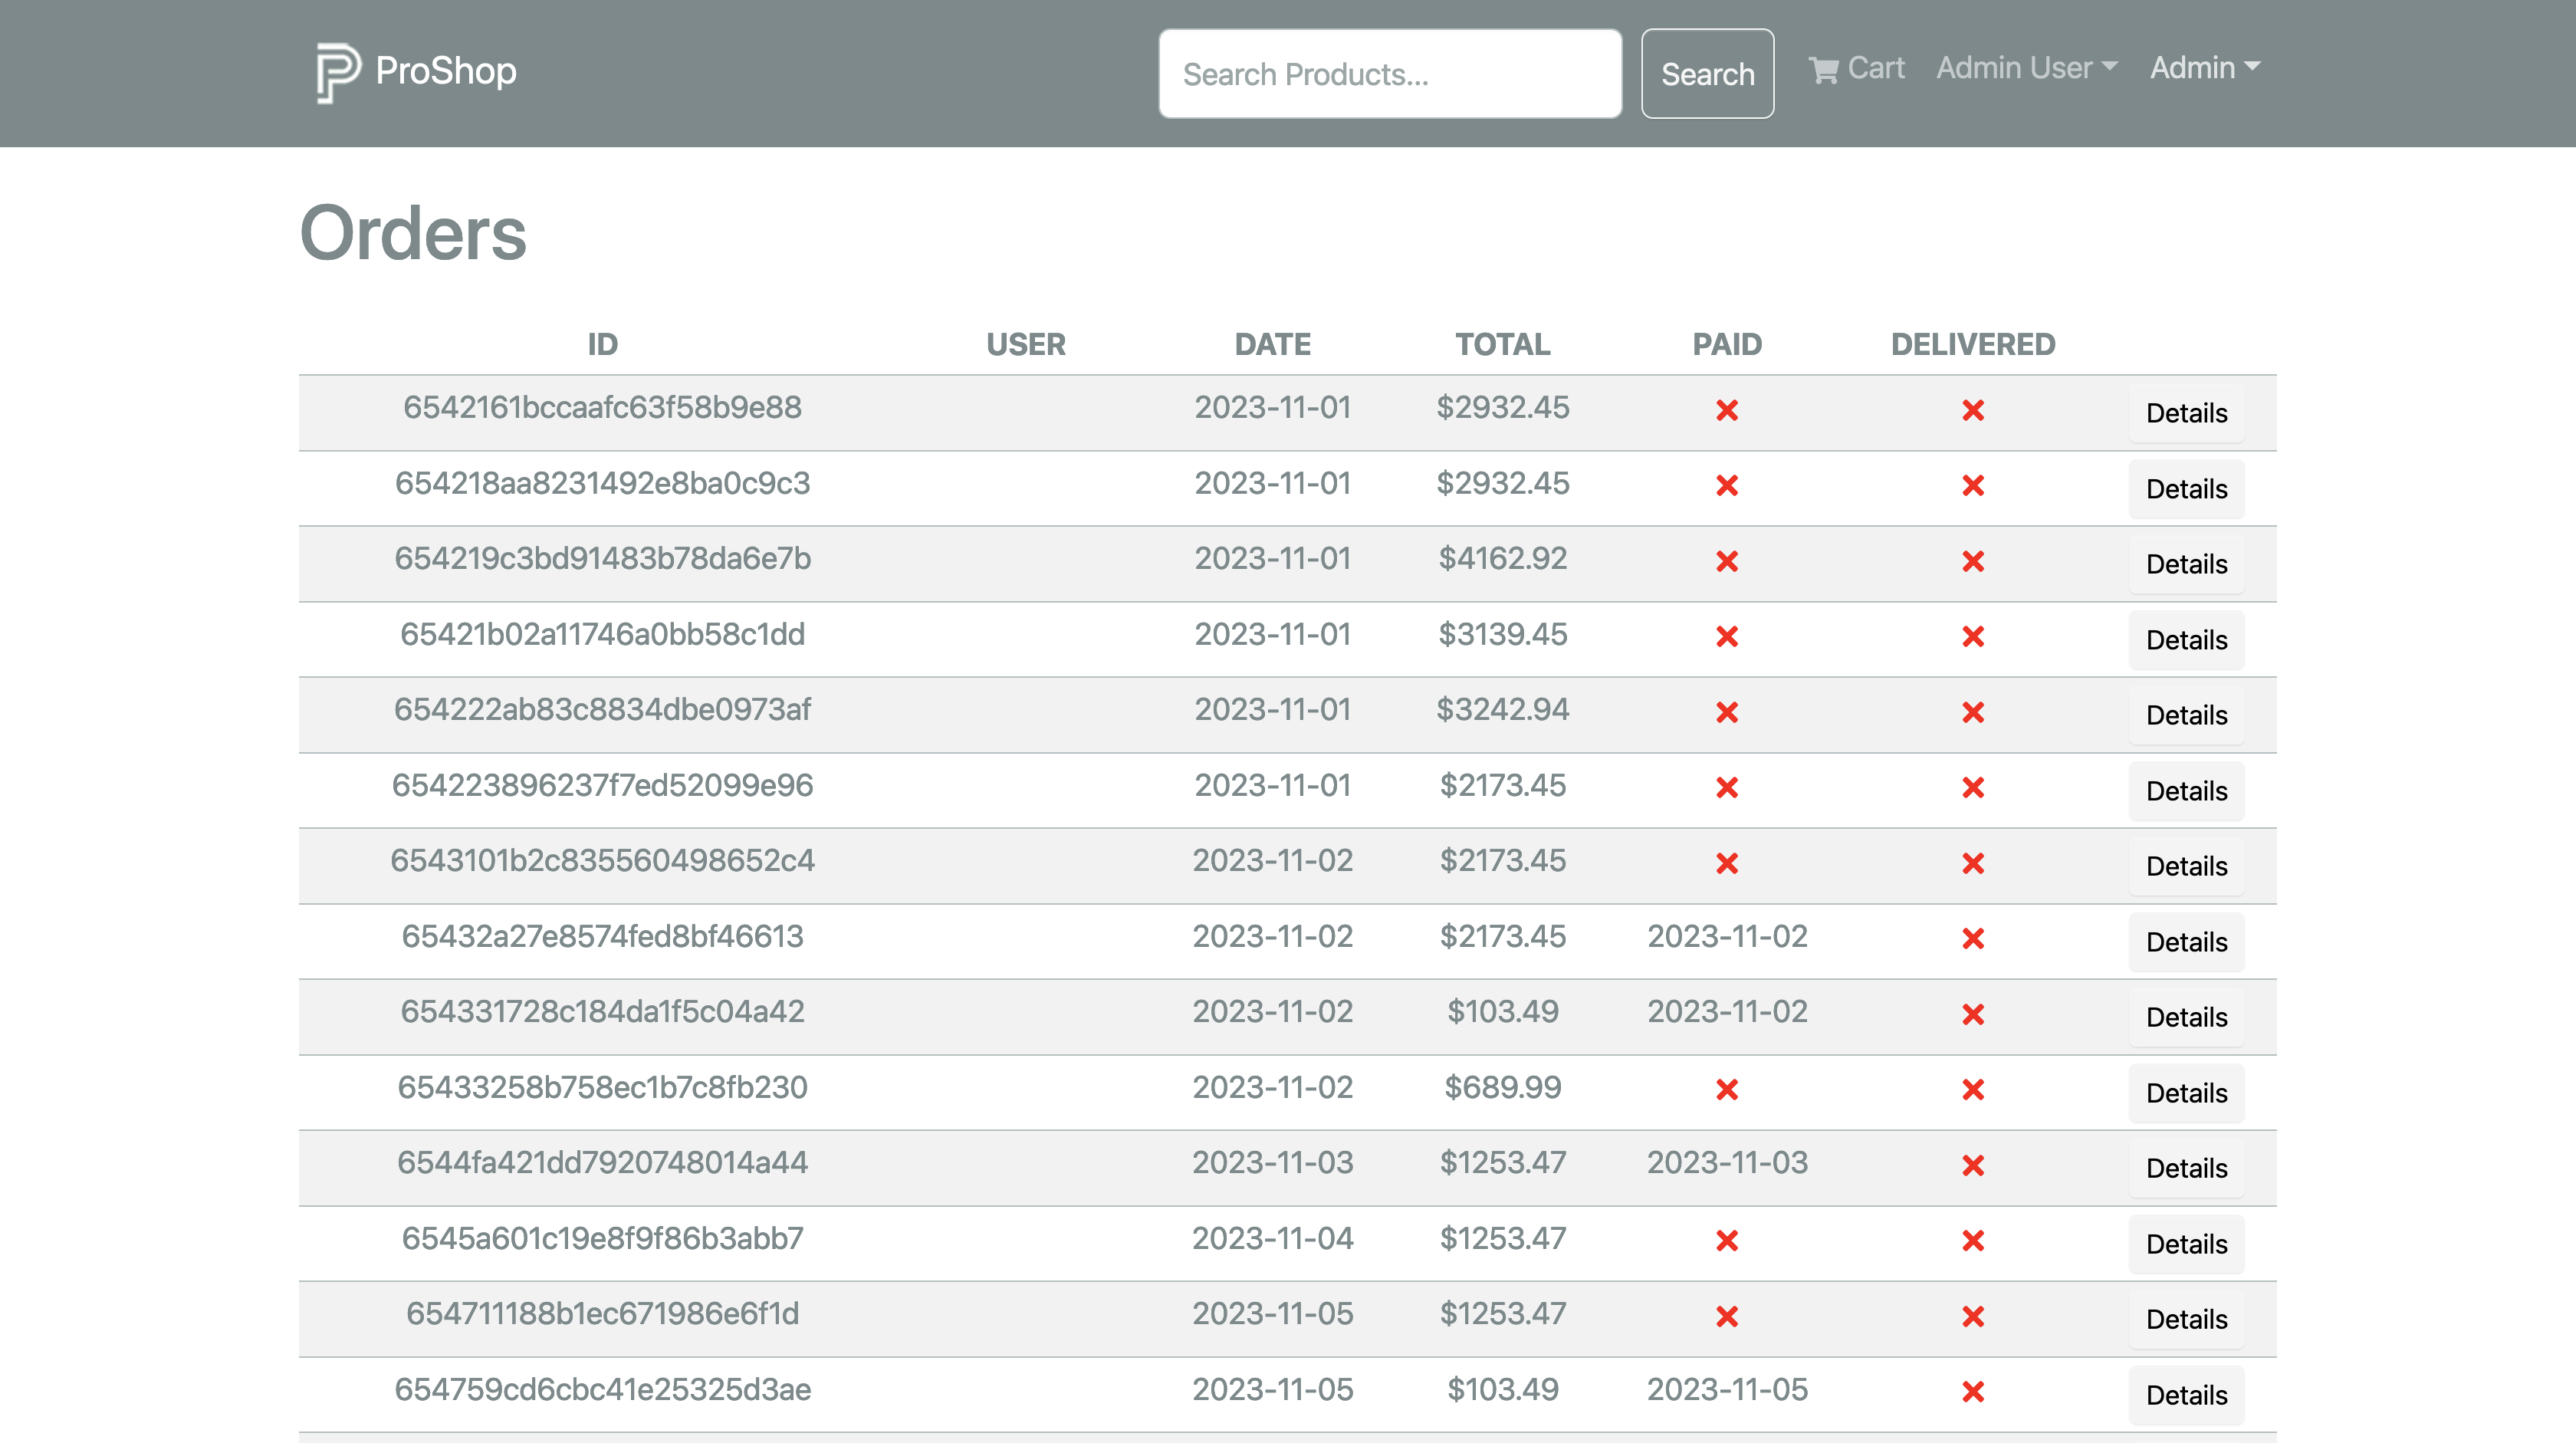 ProShop
Search Products...
Search
Cart
Admin User
Admin
Orders
ID USER DATE TOTAL PAID DELIVERED
6542161bccaafc63f58b9e88 2023-11-01 $2932.45 Details
654218aa8231492e8ba0c9c3 2023-11-01 $2932.45 Details
654219c3bd91483b78da6e7b 2023-11-01 $4162.92 Details
65421b02a11746a0bb58c1dd 2023-11-01 $3139.45 Details
654222ab83c8834dbe0973af 2023-11-01 $3242.94 Details
654223896237f7ed52099e96 2023-11-01 $2173.45 Details
6543101b2c835560498652c4 2023-11-02 $2173.45 Details
65432a27e8574fed8bf46613 2023-11-02 $2173.45 2023-11-02 Details
654331728c184da1f5c04a42 2023-11-02 $103.49 2023-11-02 Details
65433258b758ec1b7c8fb230 2023-11-02 $689.99 Details
6544fa421dd7920748014a44 2023-11-03 $1253.47 2023-11-03 Details
6545a601c19e8f9f86b3abb7 2023-11-04 $1253.47 Details
654711188b1ec671986e6f1d 2023-11-05 $1253.47 Details
654759cd6cbc41e25325d3ae 2023-11-05 $103.49 2023-11-05 Details